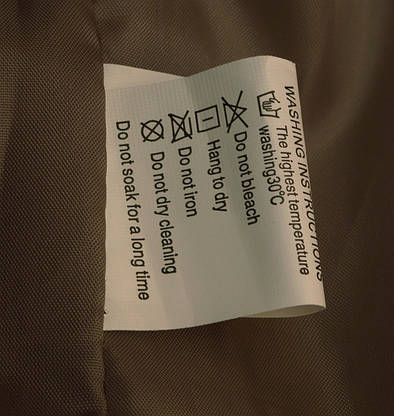 WASHING INSTRUCTIONS
The highest temperature
washing30℃
Do not bleach
Hang to dry
Do not iron
Do not dry cleaning
Do not soak for a long time